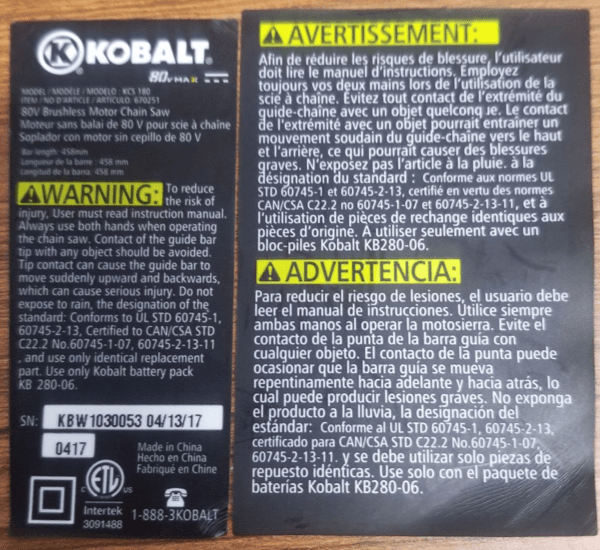 KOBALT.
80VMAX
MODEL / MODÈLE / MODELO : KCS 180
ITEM / NO D'ARTICLE / ARTÍCULO: 670251
80V Brushless Motor Chain Saw
Moteur sans balai de 80 V pour scie à chaîne
Soplador con motor sin cepillo de 80 V
Bar length: 458mm
Longueur de la barre : 458 mm
Longitud de la barra: 458 mm
WARNING: To reduce
the risk of
injury, User must read instruction manual.
Always use both hands when operating
the chain saw. Contact of the guide bar
tip with any object should be avoided.
Tip contact can cause the guide bar to
move suddenly upward and backwards,
which can cause serious injury. Do not
expose to rain, the designation of the
standard: Conforms to UL STD 60745-1,
60745-2-13, Certified to CAN/CSA STD
C22.2 No.60745-1-07, 60745-2-13-11
, and use only identical replacement
part. Use only Kobalt battery pack
KB 280-06.
SN: KBW1030053 04/13/17
0417
Made in China
Hecho en China
Fabriqué en Chine
C ETL US
Intertek
3091488
1-888-3KOBALT
AVERTISSEMENT:
Afin de réduire les risques de blessure, l'utilisateur
doit lire le manuel d'instructions. Employez
toujours vos deux mains lors de l'utilisation de la
scie à chaîne. Évitez tout contact de l'extrémité du
guide-chaîne avec un objet quelconq je. Le contact
de l'extrémité avec un objet pourrait entraîner un
mouvement soudain du guide-chaîne vers le haut
et l'arrière, ce qui pourrait causer des blessures
graves. N'exposez pas l'article à la pluie. à la
désignation du standard : Conforme aux normes UL
STD 60745-1 et 60745-2-13, certifié en vertu des normes
CAN/CSA C22.2 no 60745-1-07 et 60745-2-13-11, et à
l'utilisation de pièces de rechange identiques aux
pièces d'origine. À utiliser seulement avec un
bloc-piles Kobalt KB280-06.
ADVERTENCIA:
Para reducir el riesgo de lesiones, el usuario debe
leer el manual de instrucciones. Utilice siempre
ambas manos al operar la motosierra. Evite el
contacto de la punta de la barra guía con
cualquier objeto. El contacto de la punta puede
ocasionar que la barra guía se mueva
repentinamente hacia adelante y hacia atrás, lo
cual puede producir lesiones graves. No exponga
el producto a la lluvia, la designación del
estándar: Conforme al UL STD 60745-1, 60745-2-13,
certificado para CAN/CSA STD C22.2 No.60745-1-07,
60745-2-13-11. y se debe utilizar solo piezas de
repuesto idénticas. Use solo con el paquete de
baterías Kobalt KB280-06.